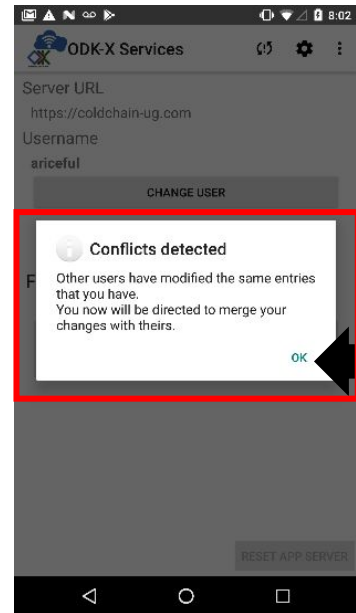 8:02
ODK-X Services
Server URL
https://coldchain-ug.com
Username
ariceful
CHANGE USER
Conflicts detected
F
Other users have modified the same entries
that you have.
You now will be directed to merge your
changes with theirs.
OK
RESET APP SERVER